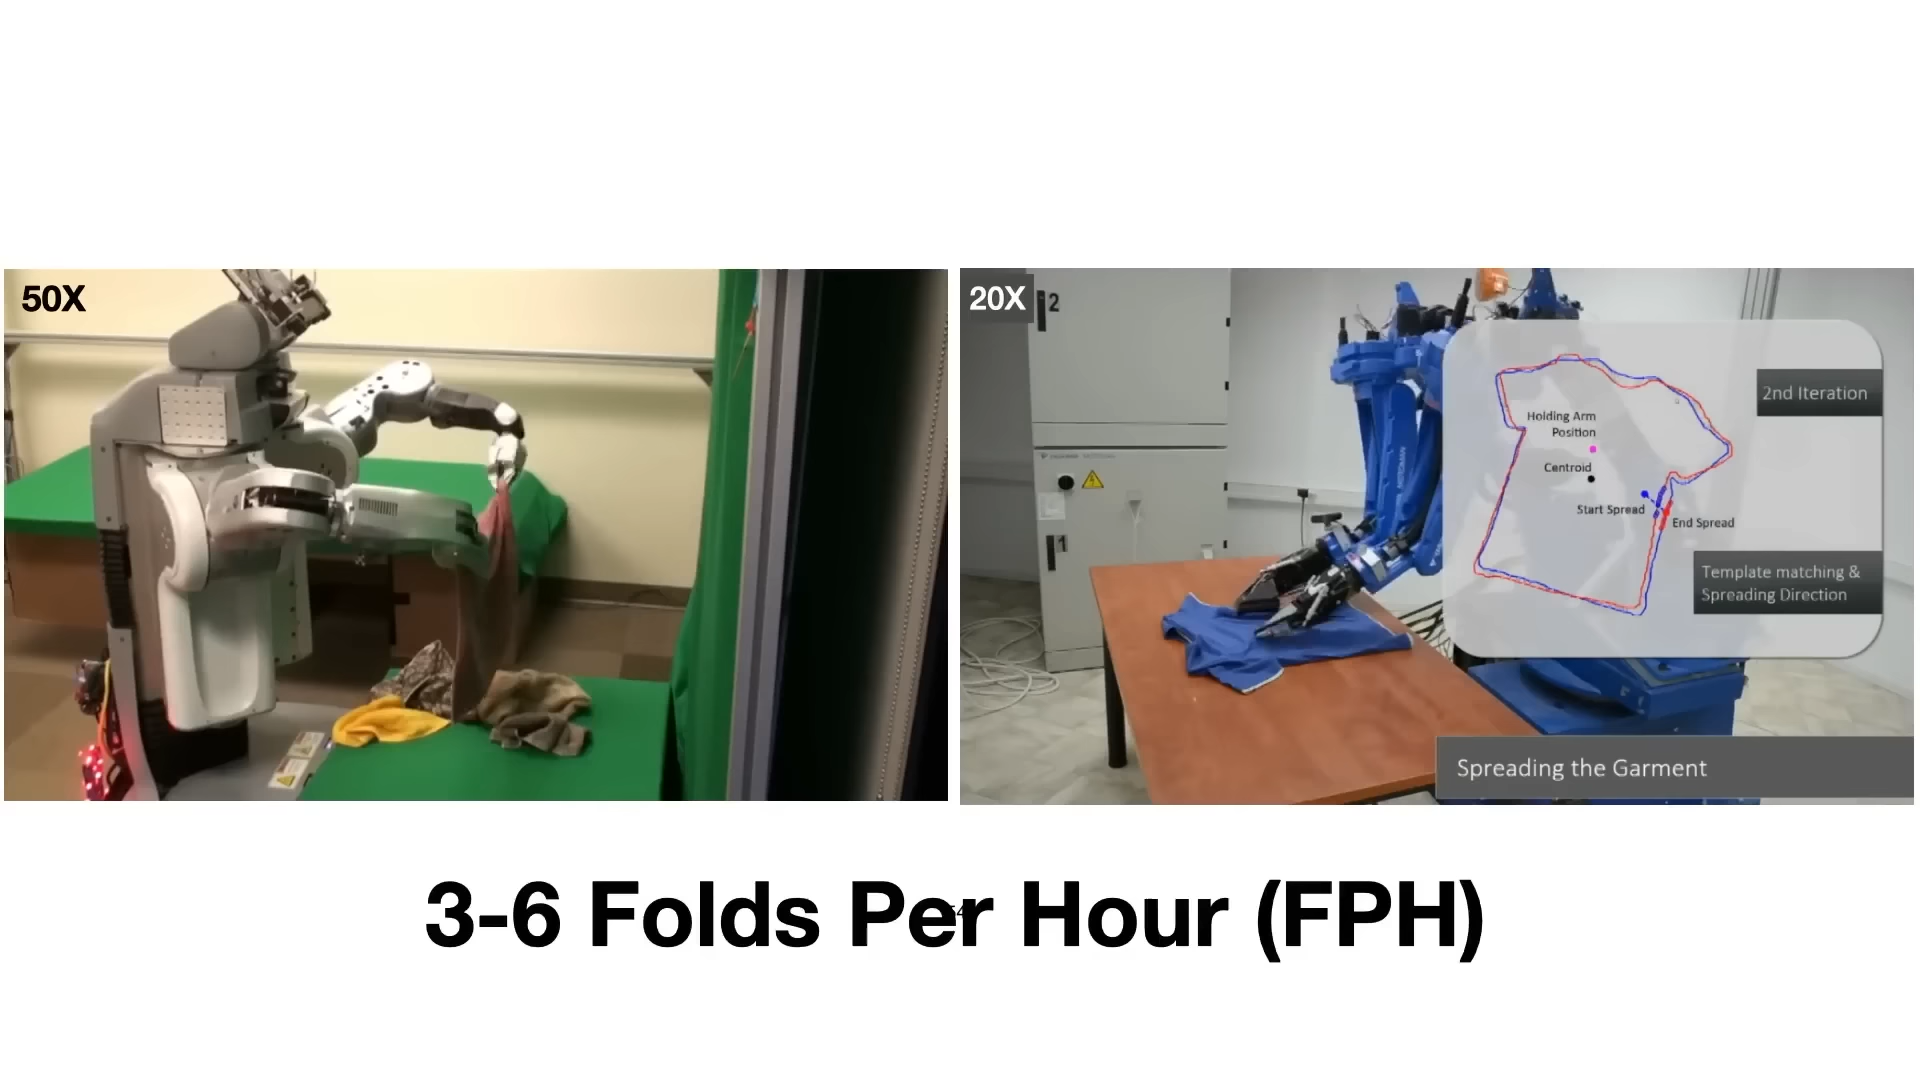 50X
20X
2
1
MOTOMAN
2nd Iteration
Holding Arm
Position
Centroid
Start Spread
End Spread
Template matching &
Spreading Direction
Spreading the Garment
3-6 Folds Per Hour (FPH)